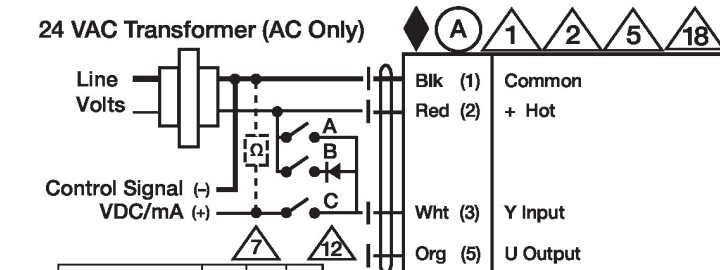 24 VAC Transformer (AC Only)
A 1 2 5 18
Line
Volts
Blk (1) Common
Red (2) + Hot
A
Ω
B
Control Signal (–)
VDC/mA (+)
C
Wht (3) Y Input
7 12
Org (5) U Output